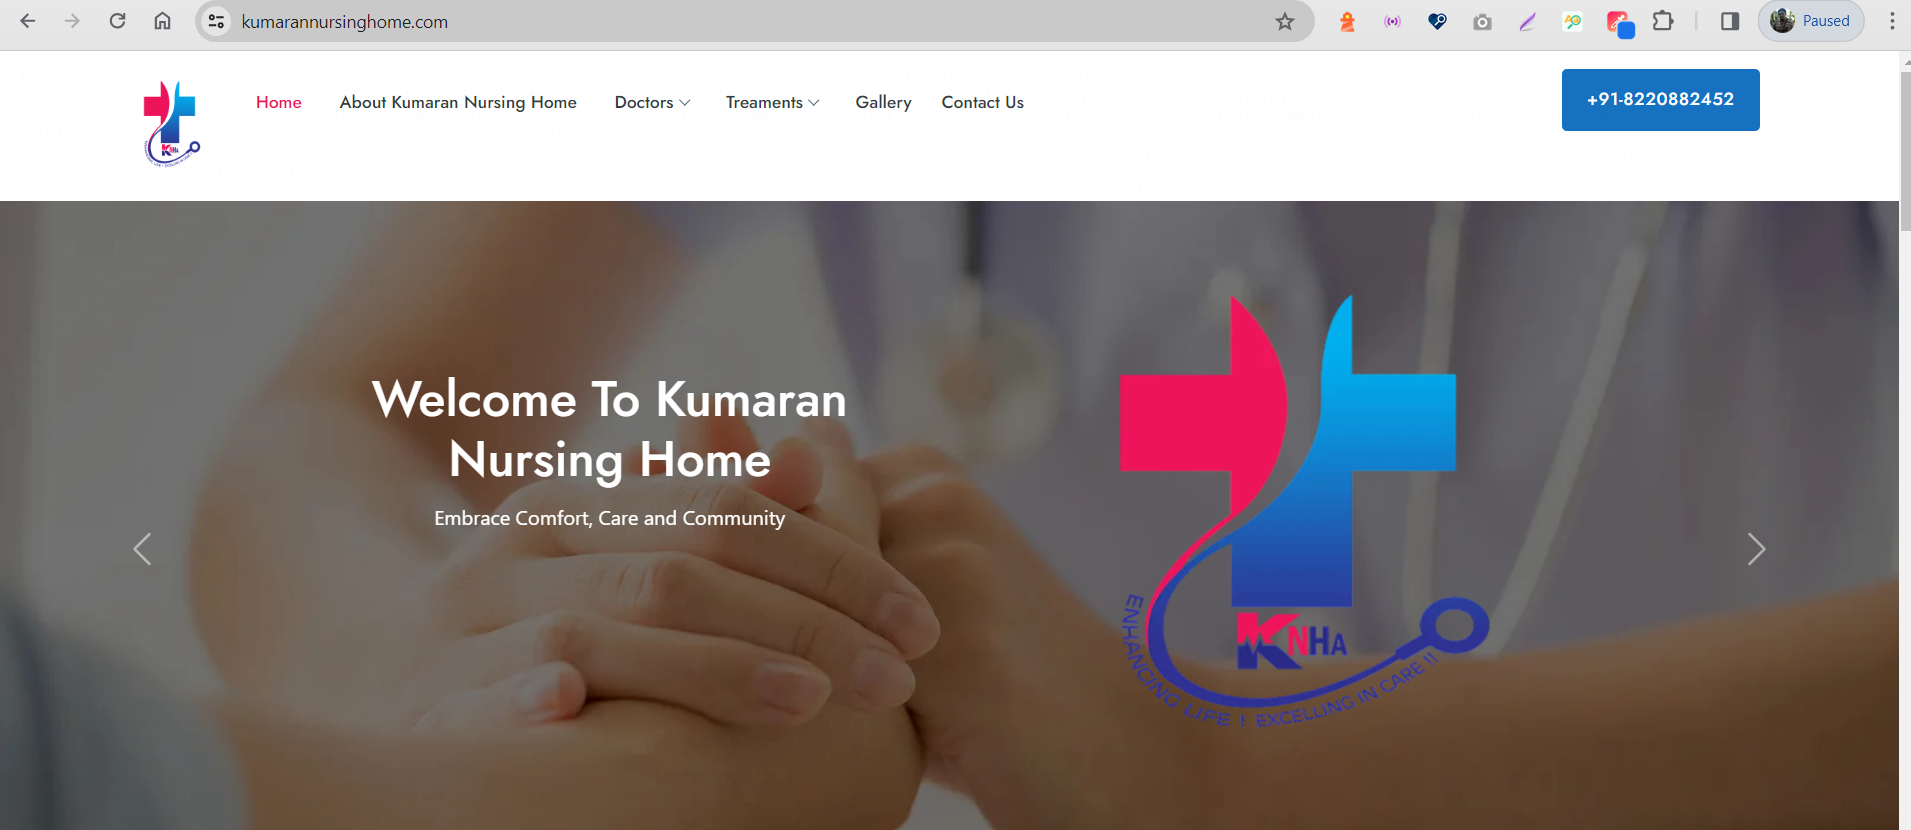 kumarannursinghome.com
Paused
Home
About Kumaran Nursing Home
Doctors
Treaments
Gallery
Contact Us
+91-8220882452
KNHA
Welcome To Kumaran
Nursing Home
Embrace Comfort, Care and Community
KNHA
ENHANCING LIFE | EXCELLING IN CARE !!